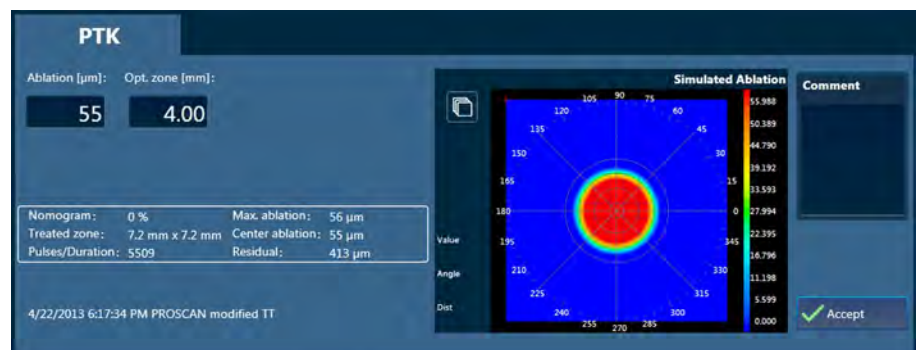 PTK
Ablation [µm]: Opt. zone [mm]:
55 4.00
Nomogram: 0 % Max. ablation: 56 µm
Treated zone: 7.2 mm x 7.2 mm Center ablation: 55 µm
Pulses/Duration: 5509 Residual: 413 µm
4/22/2013 6:17:34 PM PROSCAN modified TT
Simulated Ablation
105 90 75
120 60
135 45
150 30
165 15
180 0
195 345
210 330
225 315
240 300
255 270 285
Value
Angle
Dist
55.988
50.389
44.790
39.192
33.593
27.994
22.395
16.796
11.198
5.599
0.000
Comment
Accept